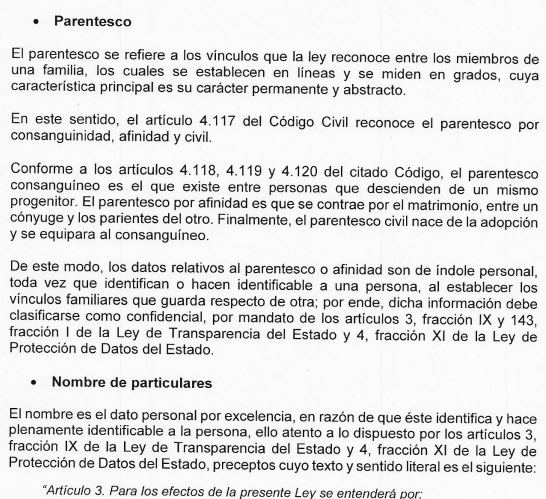 • Parentesco
El parentesco se refiere a los vínculos que la ley reconoce entre los miembros de
una familia, los cuales se establecen en líneas y se miden en grados, cuya
característica principal es su carácter permanente y abstracto.
En este sentido, el artículo 4.117 del Código Civil reconoce el parentesco por
consanguinidad, afinidad y civil.
Conforme a los artículos 4.118, 4.119 y 4.120 del citado Código, el parentesco
consanguíneo es el que existe entre personas que descienden de un mismo
progenitor. El parentesco por afinidad es que se contrae por el matrimonio, entre un
cónyuge y los parientes del otro. Finalmente, el parentesco civil nace de la adopción
y se equipara al consanguíneo.
De este modo, los datos relativos al parentesco o afinidad son de índole personal,
toda vez que identifican o hacen identificable a una persona, al establecer los
vínculos familiares que guarda respecto de otra; por ende, dicha información debe
clasificarse como confidencial, por mandato de los artículos 3, fracción IX y 143,
fracción I de la Ley de Transparencia del Estado y 4, fracción XI de la Ley de
Protección de Datos del Estado.
• Nombre de particulares
El nombre es el dato personal por excelencia, en razón de que éste identifica y hace
plenamente identificable a la persona, ello atento a lo dispuesto por los artículos 3,
fracción IX de la Ley de Transparencia del Estado y 4, fracción XI de la Ley de
Protección de Datos del Estado, preceptos cuyo texto y sentido literal es el siguiente:
"Artículo 3. Para los efectos de la presente Ley se entenderá por: